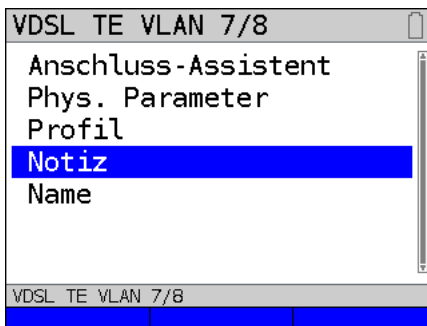 VDSL TE VLAN 7/8
Anschluss-Assistent
Phys. Parameter
Profil
Notiz
Name
VDSL TE VLAN 7/8